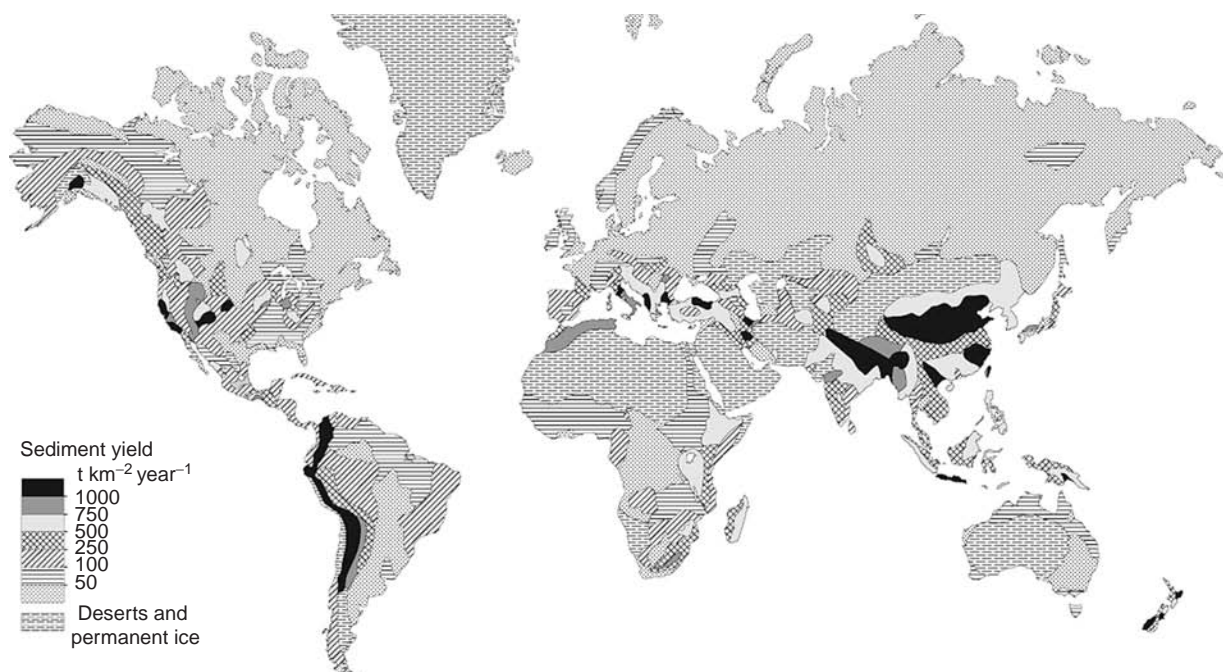 Sediment yield
t km⁻² year⁻¹
1000
750
500
250
100
50
Deserts and
permanent ice